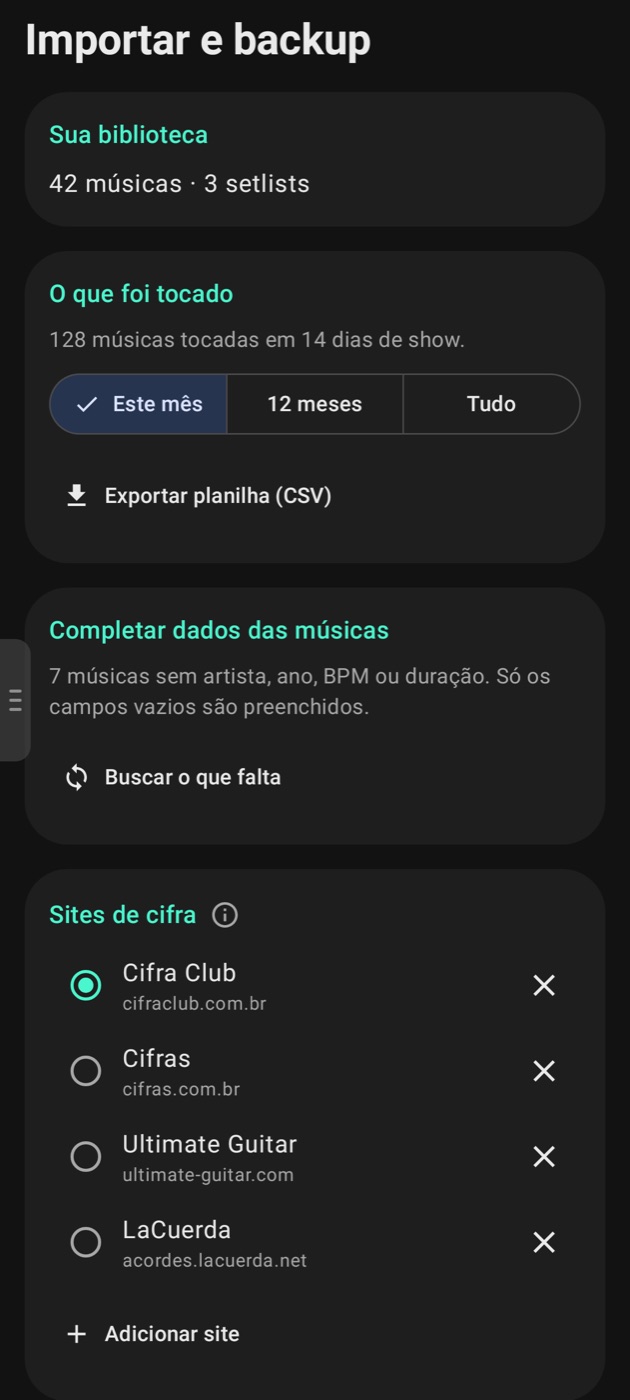 Importar e backup
Sua biblioteca
42 músicas · 3 setlists
O que foi tocado
128 músicas tocadas em 14 dias de show.
Este mês
12 meses
Tudo
Exportar planilha (CSV)
Completar dados das músicas
7 músicas sem artista, ano, BPM ou duração. Só os
campos vazios são preenchidos.
Buscar o que falta
Sites de cifra
Cifra Club
cifraclub.com.br
Cifras
cifras.com.br
Ultimate Guitar
ultimate-guitar.com
LaCuerda
acordes.lacuerda.net
Adicionar site